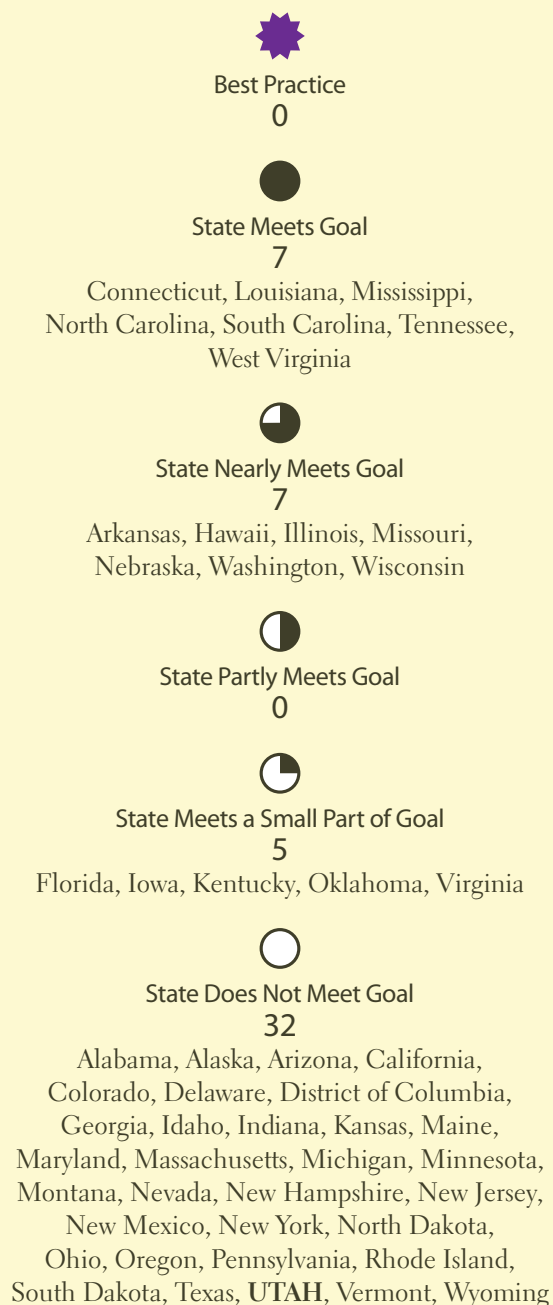 Best Practice
0
State Meets Goal
7
Connecticut, Louisiana, Mississippi,
North Carolina, South Carolina, Tennessee,
West Virginia
State Nearly Meets Goal
7
Arkansas, Hawaii, Illinois, Missouri,
Nebraska, Washington, Wisconsin
State Partly Meets Goal
0
State Meets a Small Part of Goal
5
Florida, Iowa, Kentucky, Oklahoma, Virginia
State Does Not Meet Goal
32
Alabama, Alaska, Arizona, California,
Colorado, Delaware, District of Columbia,
Georgia, Idaho, Indiana, Kansas, Maine,
Maryland, Massachusetts, Michigan, Minnesota,
Montana, Nevada, New Hampshire, New Jersey,
New Mexico, New York, North Dakota,
Ohio, Oregon, Pennsylvania, Rhode Island,
South Dakota, Texas, UTAH, Vermont, Wyoming